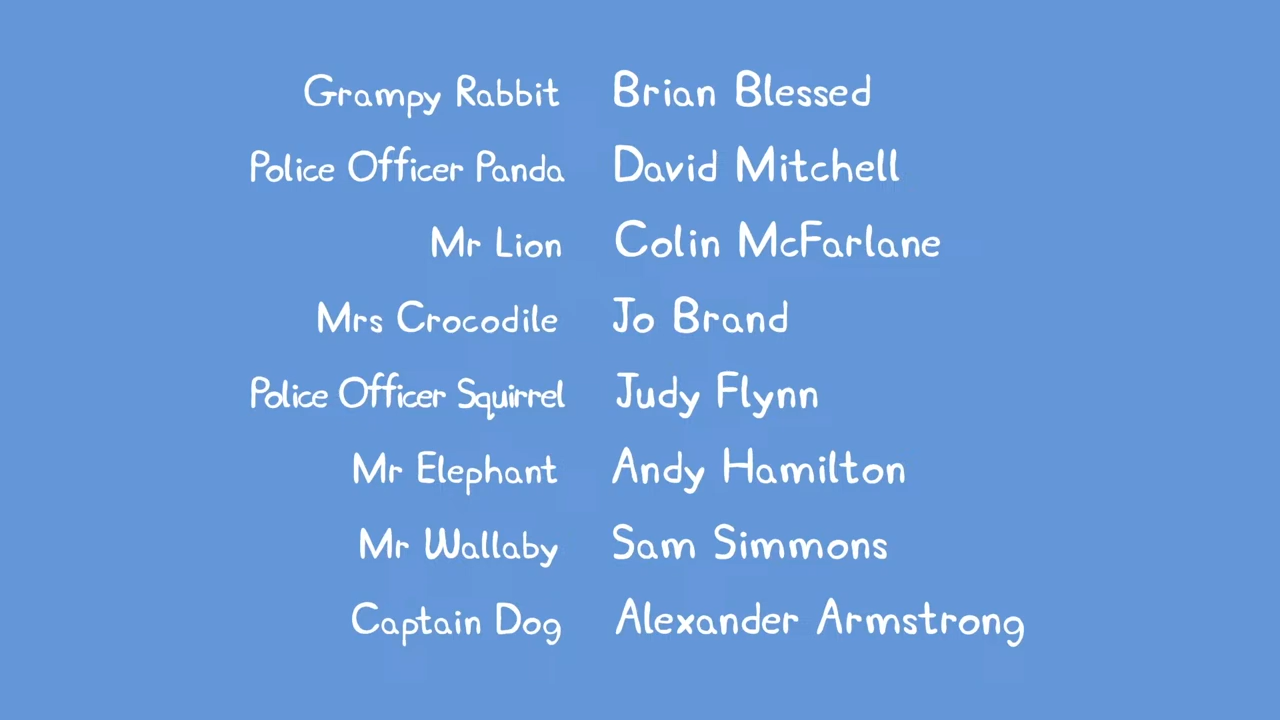 Grampy Rabbit Brian Blessed
Police Officer Panda David Mitchell
Mr Lion Colin McFarlane
Mrs Crocodile Jo Brand
Police Officer Squirrel Judy Flynn
Mr Elephant Andy Hamilton
Mr Wallaby Sam Simmons
Captain Dog Alexander Armstrong